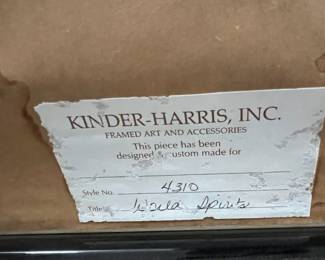 KINDER-HARRIS, INC.
FRAMED ART AND ACCESSORIES
This piece has been
designed & custom made for
Style No. 4310
Title: Spirits